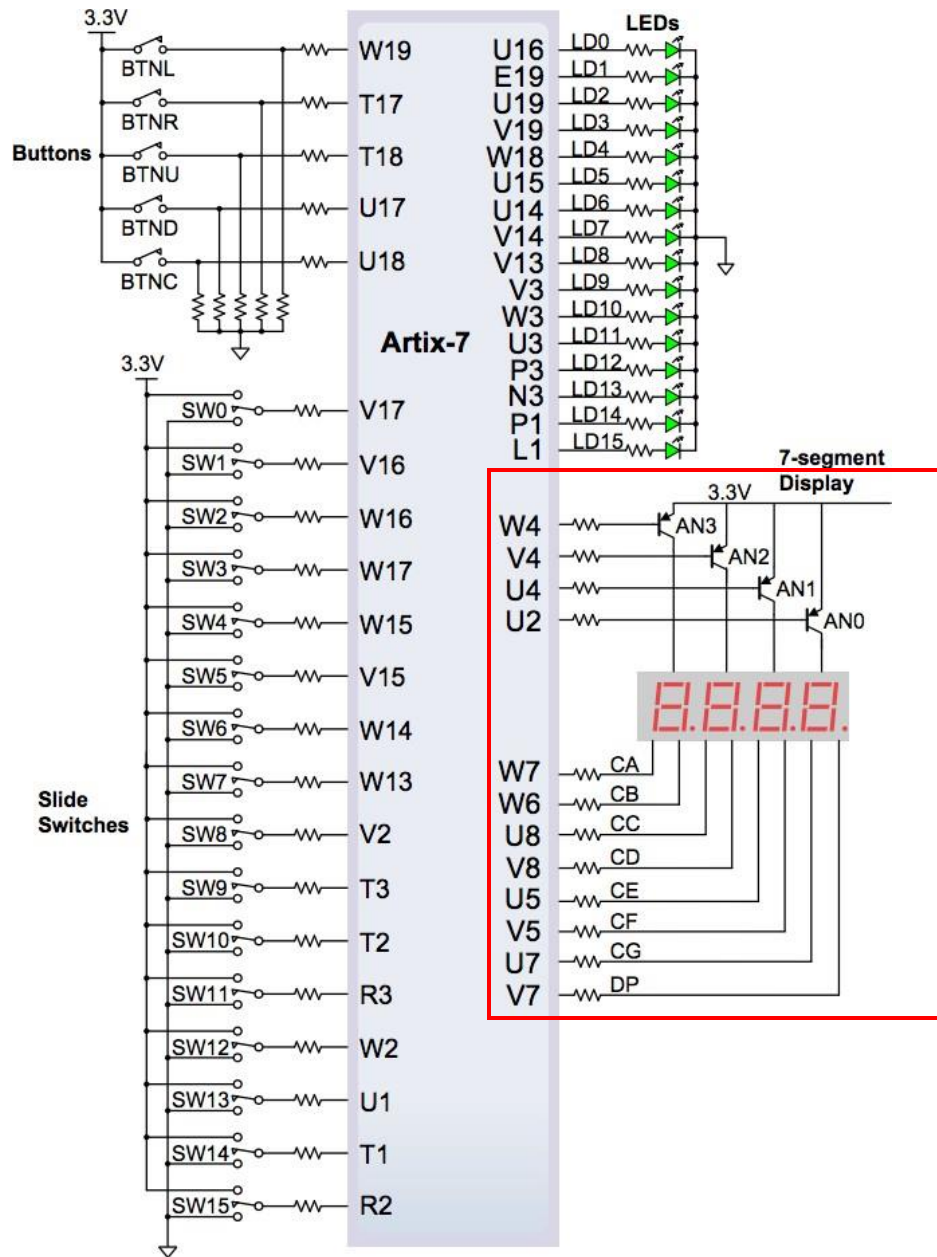 3.3V
BTNL
BTNR
Buttons
BTNU
BTND
BTNC
W19
T17
T18
U17
U18
Artix-7
LEDs
U16 LD0
E19 LD1
U19 LD2
V19 LD3
W18 LD4
U15 LD5
U14 LD6
V14 LD7
V13 LD8
V3 LD9
W3 LD10
U3 LD11
P3 LD12
N3 LD13
P1 LD14
L1 LD15
3.3V
SW0 V17
SW1 V16
SW2 W16
SW3 W17
SW4 W15
SW5 V15
SW6 W14
SW7 W13
Slide
Switches
SW8 V2
SW9 T3
SW10 T2
SW11 R3
SW12 W2
SW13 U1
SW14 T1
SW15 R2
7-segment
Display
3.3V
W4 AN3
V4 AN2
U4 AN1
U2 AN0
8.8.8.8.
W7 CA
W6 CB
U8 CC
V8 CD
U5 CE
V5 CF
U7 CG
V7 DP